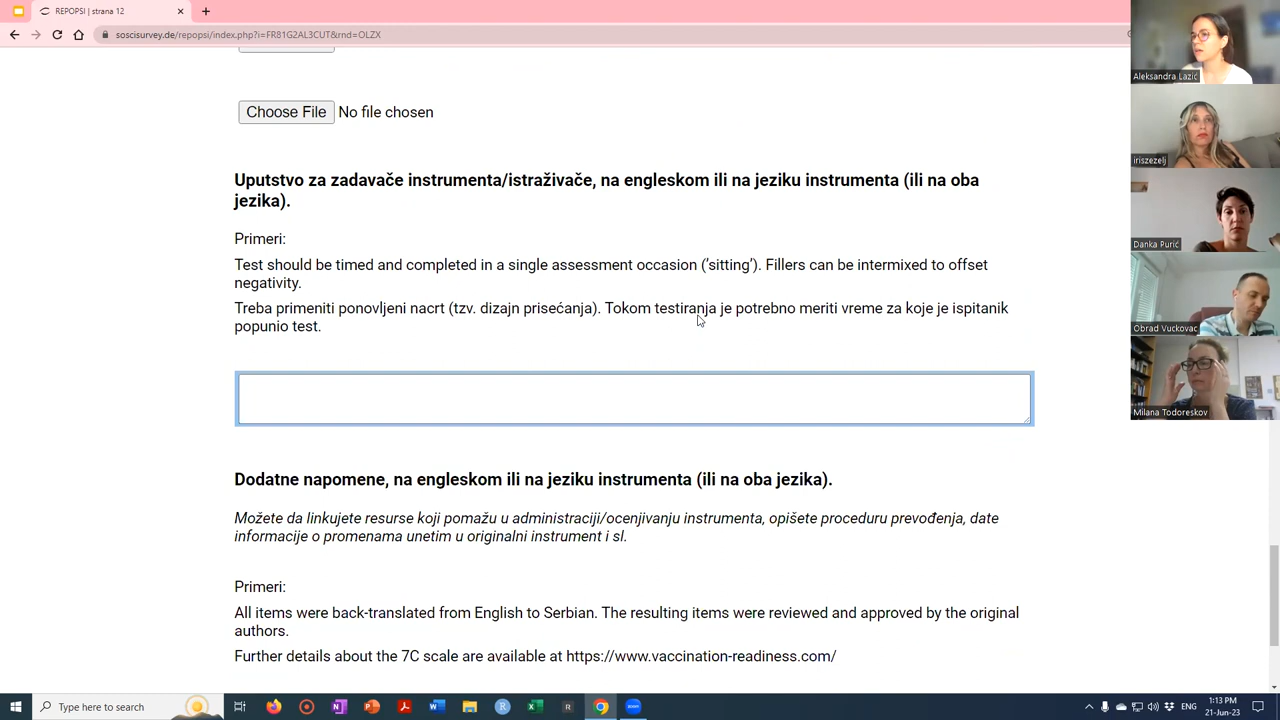 REPOPSI | strana 12
soscisurvey.de/repopsi/index.php?i=FR81G2AL3CUT&rnd=OLZX
Choose File No file chosen
Uputstvo za zadavače instrumenta/istraživače, na engleskom ili na jeziku instrumenta (ili na oba
jezika).
Primeri:
Test should be timed and completed in a single assessment occasion (’sitting’). Fillers can be intermixed to offset
negativity.
Treba primeniti ponovljeni nacrt (tzv. dizajn prisećanja). Tokom testiranja je potrebno meriti vreme za koje je ispitanik
popunio test.
Dodatne napomene, na engleskom ili na jeziku instrumenta (ili na oba jezika).
Možete da linkujete resurse koji pomažu u administraciji/ocenjivanju instrumenta, opišete proceduru prevođenja, date
informacije o promenama unetim u originalni instrument i sl.
Primeri:
All items were back-translated from English to Serbian. The resulting items were reviewed and approved by the original
authors.
Further details about the 7C scale are available at https://www.vaccination-readiness.com/
Aleksandra Lazić
iriszezelj
Danka Purić
Obrad Vuckovac
Milana Todoreskov
Type here to search
ENG
1:13 PM
21-Jun-23